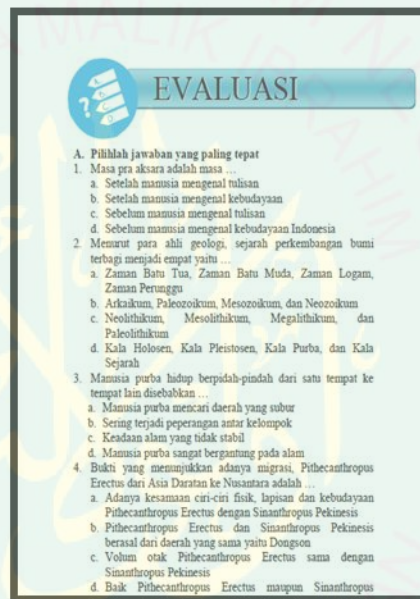 EVALUASI
A. Pilihlah jawaban yang paling tepat
1. Masa pra aksara adalah masa …
a. Setelah manusia mengenal tulisan
b. Setelah manusia mengenal kebudayaan
c. Sebelum manusia mengenal tulisan
d. Sebelum manusia mengenal kebudayaan Indonesia
2. Menurut para ahli geologi, sejarah perkembangan bumi
terbagi menjadi empat yaitu …
a. Zaman Batu Tua, Zaman Batu Muda, Zaman Logam,
Zaman Perunggu
b. Arkaikum, Paleozoikum, Mesozoikum, dan Neozoikum
c. Neolithikum, Mesolithikum, Megalithikum, dan
Paleolithikum
d. Kala Holosen, Kala Pleistosen, Kala Purba, dan Kala
Sejarah
3. Manusia purba hidup berpidah-pindah dari satu tempat ke
tempat lain disebabkan …
a. Manusia purba mencari daerah yang subur
b. Sering terjadi peperangan antar kelompok
c. Keadaan alam yang tidak stabil
d. Manusia purba sangat bergantung pada alam
4. Bukti yang menunjukkan adanya migrasi, Pithecanthropus
Erectus dari Asia Daratan ke Nusantara adalah …
a. Adanya kesamaan ciri-ciri fisik, lapisan dan kebudayaan
Pithecanthropus Erectus dengan Sinanthropus Pekinesis
b. Pithecanthropus Erectus dan Sinanthropus Pekinesis
berasal dari daerah yang sama yaitu Dongson
c. Volum otak Pithecanthropus Erectus sama dengan
Sinanthropus Pekinesis
d. Baik Pithecanthropus Erectus maupun Sinanthropus